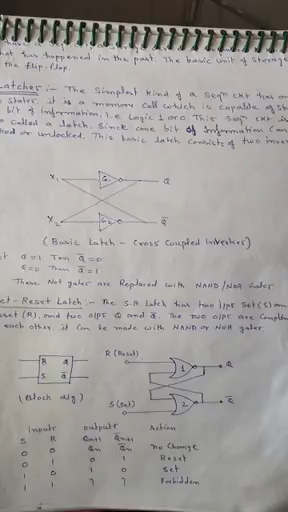 that has happened in the past. The basic unit of storage
the flip-flop.
Latches :- The Simplest kind of a seqn ckt has on
States. it is a memory Cell which is capable of st
bit of information, i.e Logic 1 or 0. This seqn ckt is
called a latch. Since one bit of information can
or unlocked. This basic latch consists of two inver
X1
G1
Q
X2
G2
Q̅
(Basic Latch - Cross Coupled Inverters)
Q = 1 Then Q̅ = 0
Q = 0 Then Q̅ = 1
These Not gates are Replaced with NAND/NOR Gates
et-Reset Latch :- The S.R latch has two i/ps Set(S) an
set (R), and two o/ps Q and Q̅. The two o/ps are Complem
each other. it can be made with NAND or NOR gates
R Q
S Q̅
(Block dig)
R (Reset)
1
Q
S (Set)
2
Q̅
Inputs outputs Action
S R Qn+1 Q̅n+1
0 0 Qn Q̅n no Change
0 1 0 1 Reset
1 0 1 0 Set
1 1 ? ? Forbidden